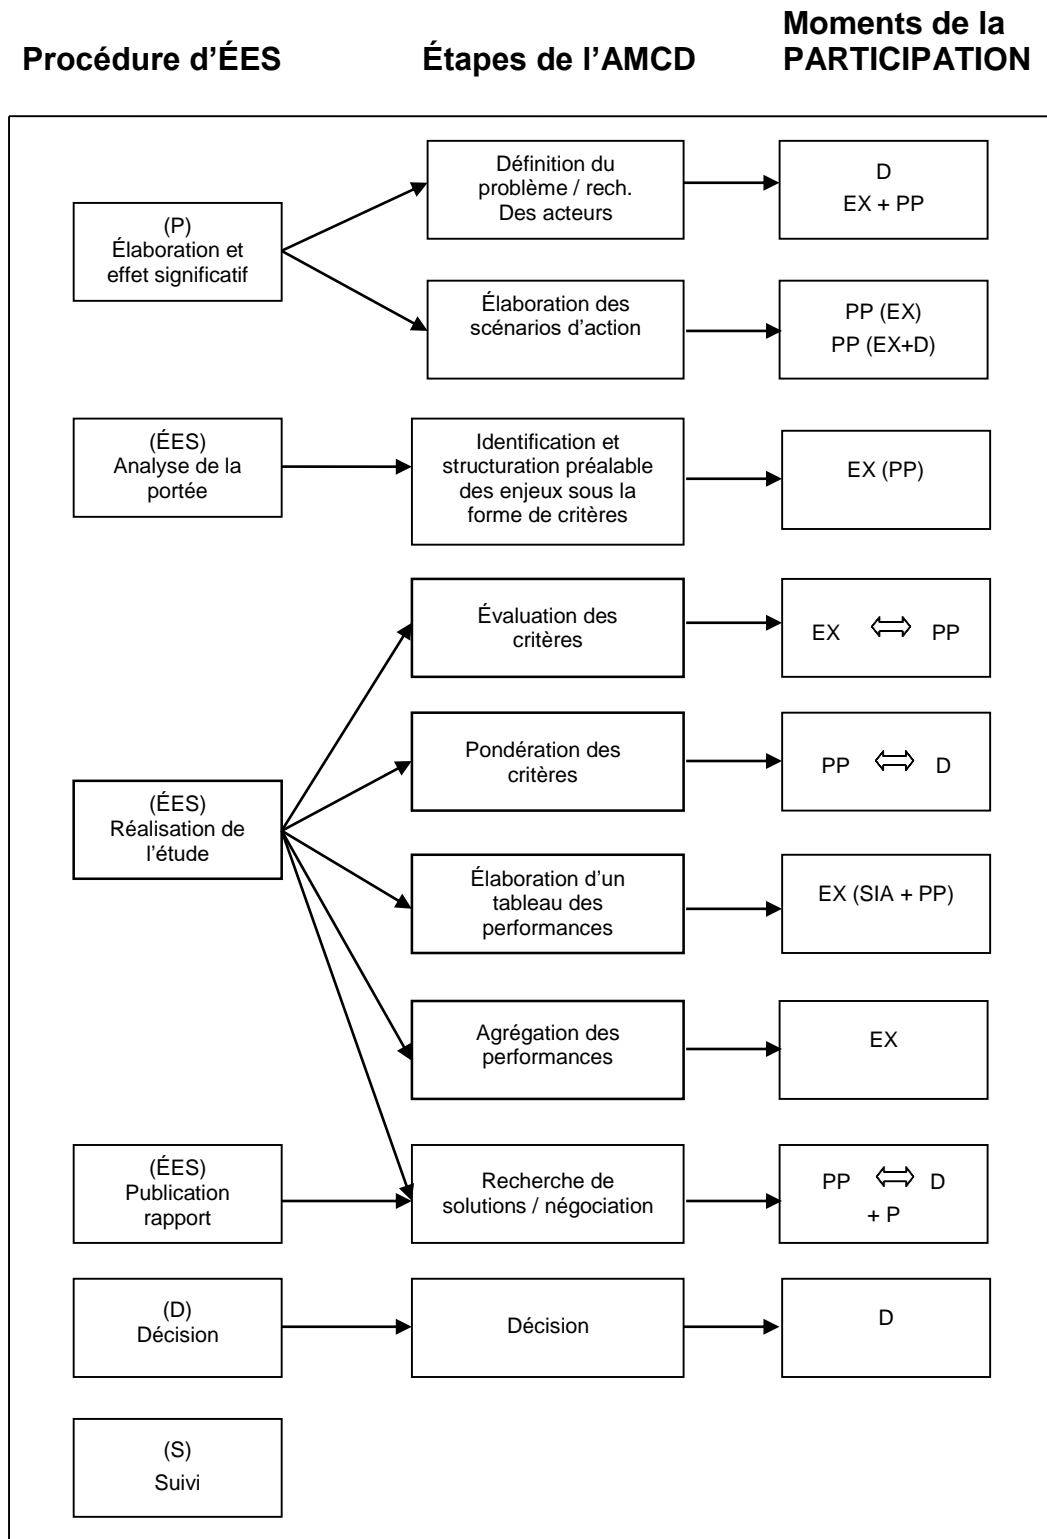 Procédure d’ÉES
Étapes de l’AMCD
Moments de la
PARTICIPATION
(P)
Élaboration et
effet significatif
Définition du
problème / rech.
Des acteurs
D
EX + PP
Élaboration des
scénarios d’action
PP (EX)
PP (EX+D)
(ÉES)
Analyse de la
portée
Identification et
structuration préalable
des enjeux sous la
forme de critères
EX (PP)
(ÉES)
Réalisation de
l’étude
Évaluation des
critères
EX ⇔ PP
Pondération des
critères
PP ⇔ D
Élaboration d’un
tableau des
performances
EX (SIA + PP)
Agrégation des
performances
EX
(ÉES)
Publication
rapport
Recherche de
solutions / négociation
PP ⇔ D
+ P
(D)
Décision
Décision
D
(S)
Suivi